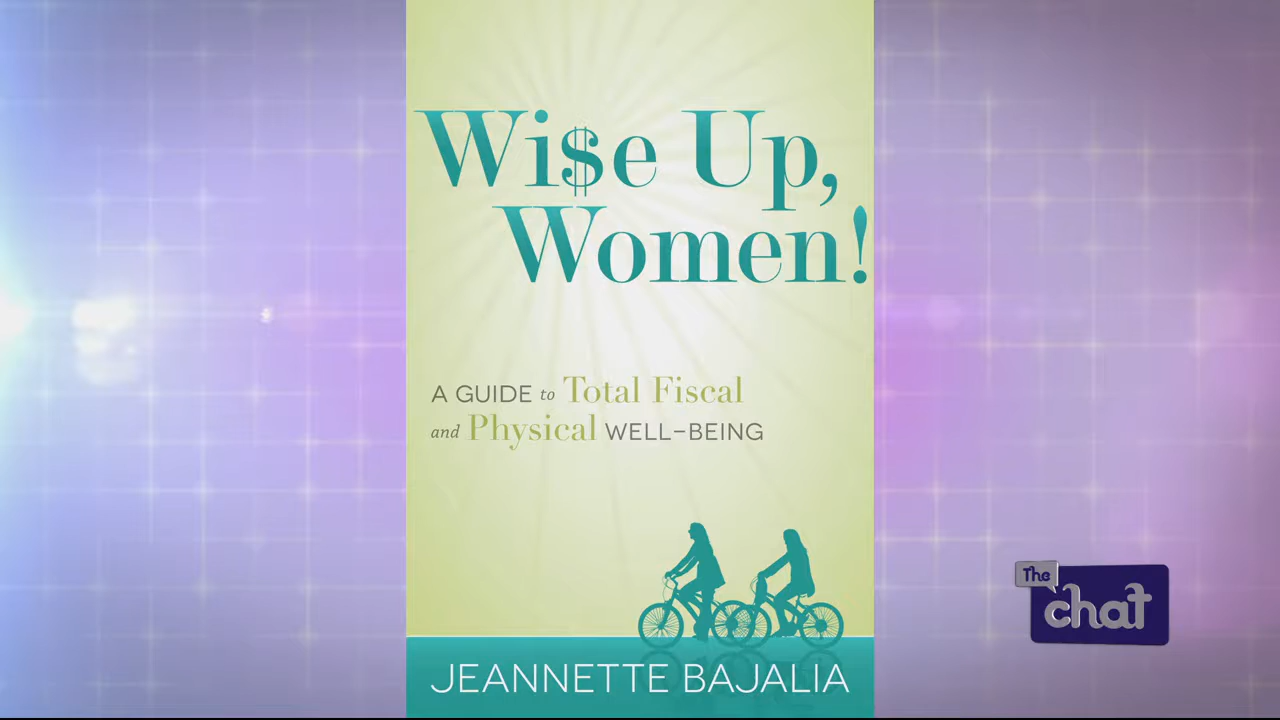 Wi$e Up,
Women!
A GUIDE to Total Fiscal
and Physical WELL-BEING
JEANNETTE BAJALIA
The
chat